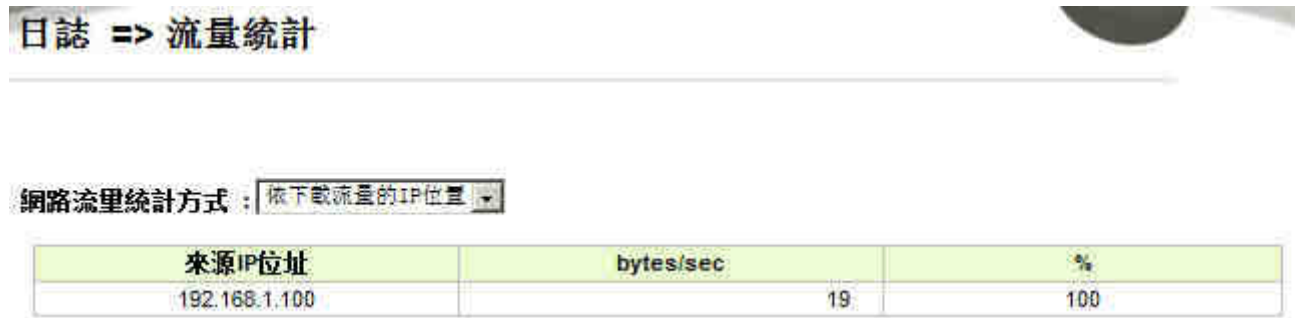 日誌 => 流量統計
網路流量統計方式 : 依下載流量的IP位置
來源IP位址 bytes/sec %
192.168.1.100 19 100